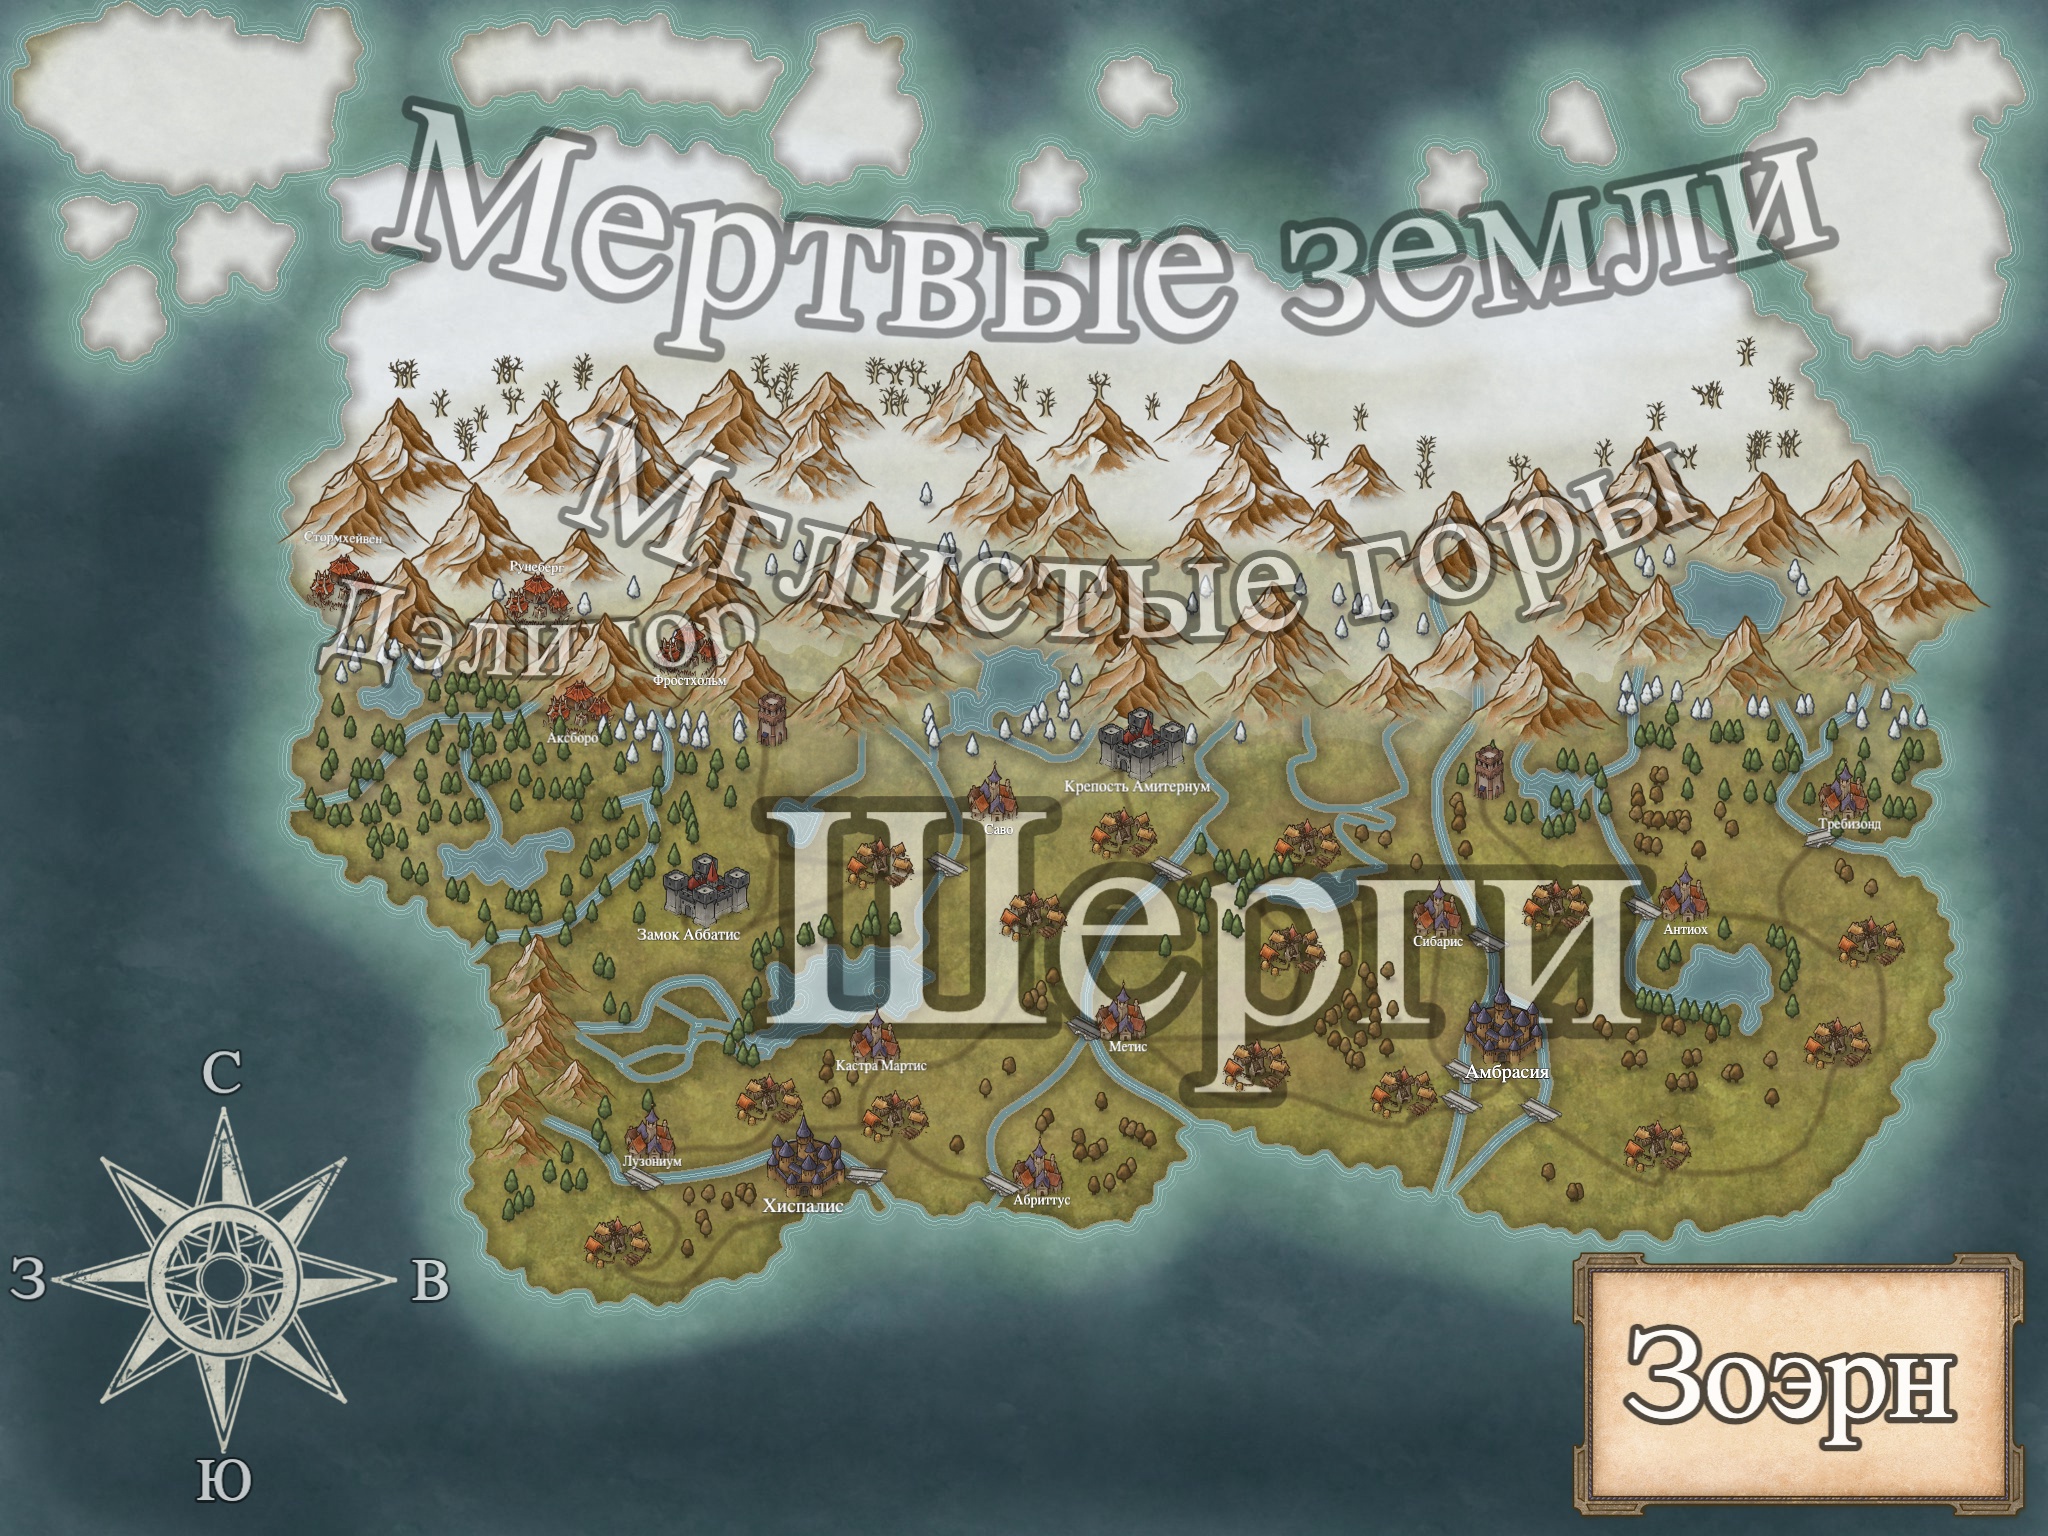 Мертвые земли
Мглистые горы
Стормхейвен
Рунеберг
Дэлинор
Фростхольм
Аксборо
Крепость Амитернум
Саво
Шерги
Требизонд
Замок Аббатис
Сибарис
Антиох
Метис
Кастра Мартис
Амбрасия
Лузониум
Хиспалис
Абриттус
С
З
В
Ю
Зоэрн